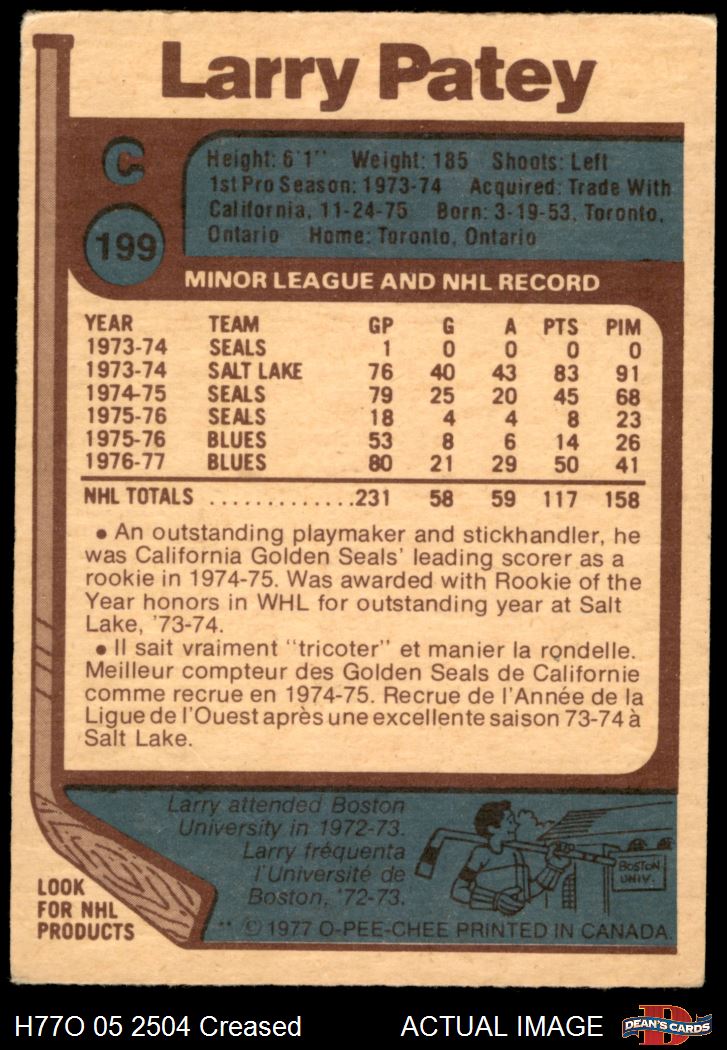 Larry Patey
C
Height: 6'1" Weight: 185 Shoots: Left
1st Pro Season: 1973-74 Acquired: Trade With
California, 11-24-75 Born: 3-19-53, Toronto,
Ontario Home: Toronto, Ontario
199
MINOR LEAGUE AND NHL RECORD
YEAR TEAM GP G A PTS PIM
1973-74 SEALS 1 0 0 0 0
1973-74 SALT LAKE 76 40 43 83 91
1974-75 SEALS 79 25 20 45 68
1975-76 SEALS 18 4 4 8 23
1975-76 BLUES 53 8 6 14 26
1976-77 BLUES 80 21 29 50 41
NHL TOTALS .............231 58 59 117 158
• An outstanding playmaker and stickhandler, he
was California Golden Seals' leading scorer as a
rookie in 1974-75. Was awarded with Rookie of the
Year honors in WHL for outstanding year at Salt
Lake, '73-74.
• Il sait vraiment "tricoter" et manier la rondelle.
Meilleur compteur des Golden Seals de Californie
comme recrue en 1974-75. Recrue de l'Année de la
Ligue de l'Ouest après une excellente saison 73-74 à
Salt Lake.
Larry attended Boston
University in 1972-73.
Larry fréquenta
l'Université de
Boston, '72-73.
BOSTON
UNIV.
LOOK
FOR NHL
PRODUCTS
** © 1977 O-PEE-CHEE PRINTED IN CANADA.
H77O 05 2504 Creased ACTUAL IMAGE
D
DEAN'S CARDS